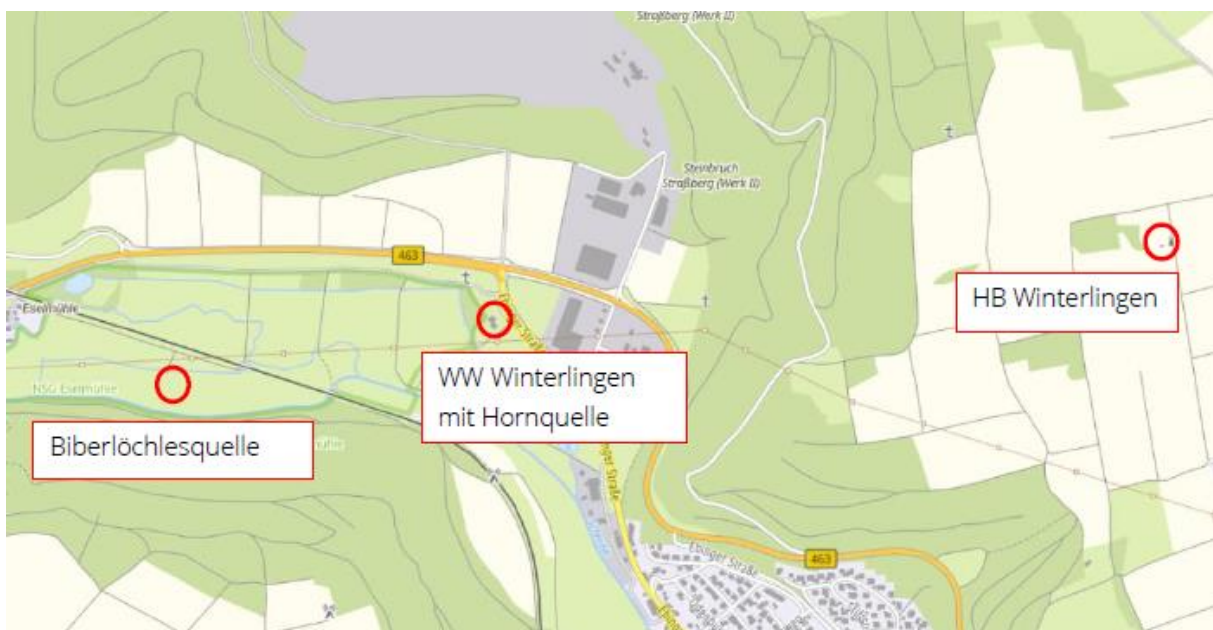 Straßberg (Werk II)
Steinbruch
Straßberg (Werk II)
463
HB Winterlingen
Eselmühle
WW Winterlingen
mit Hornquelle
NSG Eselmühle
Biberlöchlesquelle
Ebinger Straße
463